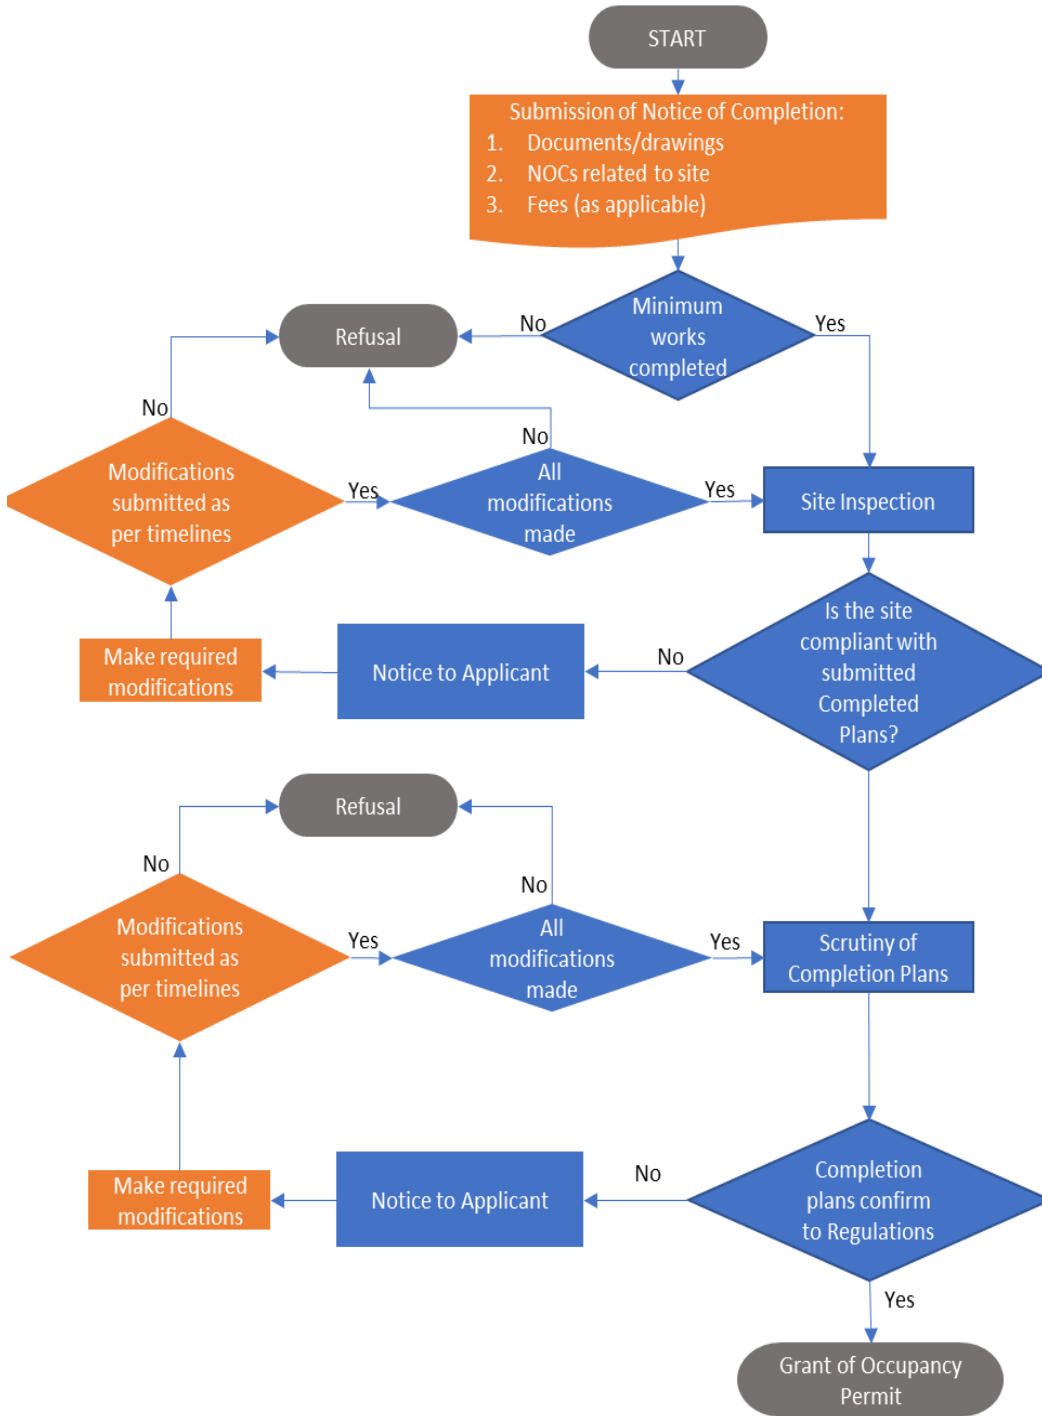 START
Submission of Notice of Completion:
1. Documents/drawings
2. NOCs related to site
3. Fees (as applicable)
Minimum
works
completed
No
Yes
Refusal
No
Modifications
submitted as
per timelines
Yes
No
All
modifications
made
Yes
Site Inspection
Is the site
compliant with
submitted
Completed
Plans?
No
Notice to Applicant
Make required
modifications
Refusal
No
Modifications
submitted as
per timelines
Yes
No
All
modifications
made
Yes
Scrutiny of
Completion Plans
Completion
plans confirm
to Regulations
No
Notice to Applicant
Make required
modifications
Yes
Grant of Occupancy
Permit